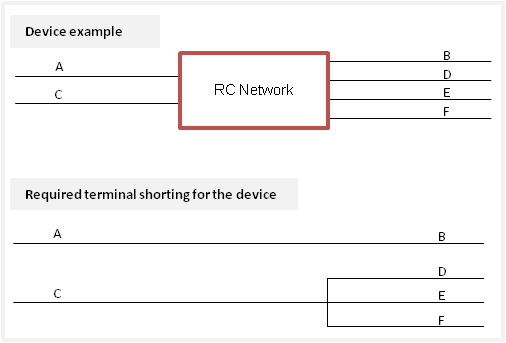 Device example
A
C
RC Network
B
D
E
F
Required terminal shorting for the device
A
B
C
D
E
F